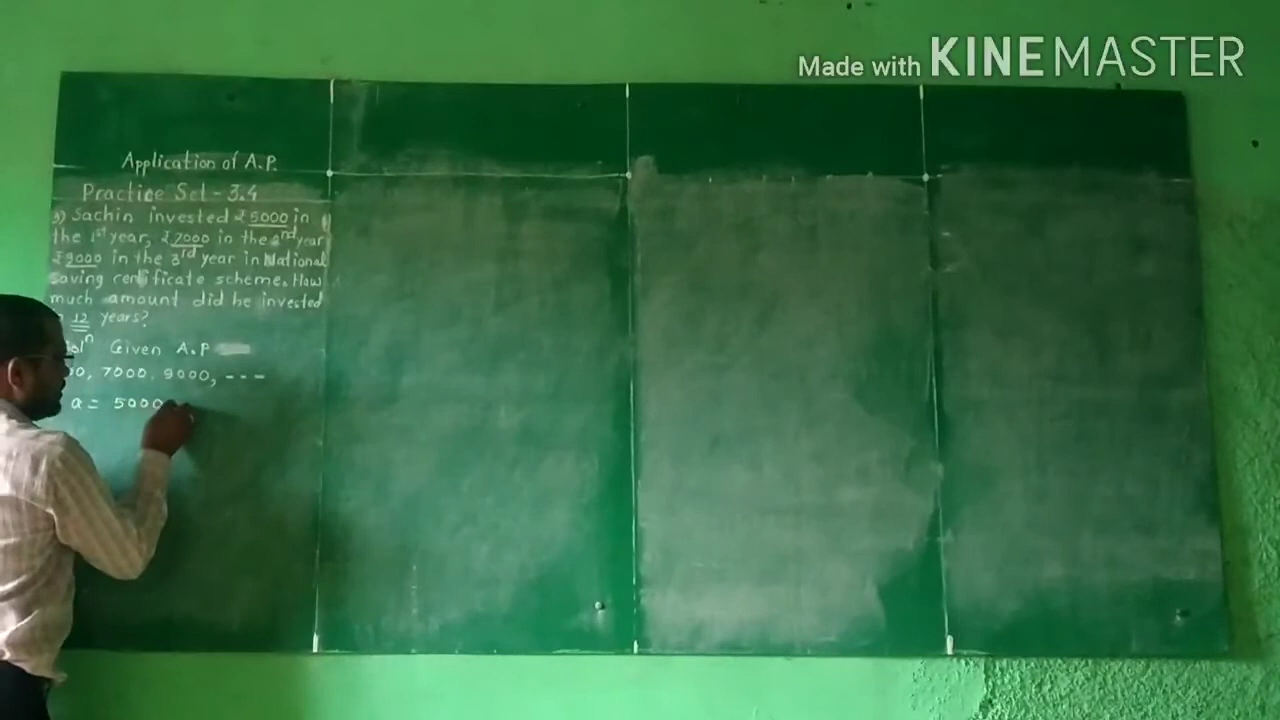 Made with KINEMASTER
Application of A.P.
Practice Set - 3.4
Sachin invested ₹5000 in
the 1st year, ₹7000 in the 2nd year
₹9000 in the 3rd year in National
saving certificate scheme. How
much amount did he invested
12 years?
Given A.P
7000, 9000, ---
a = 5000